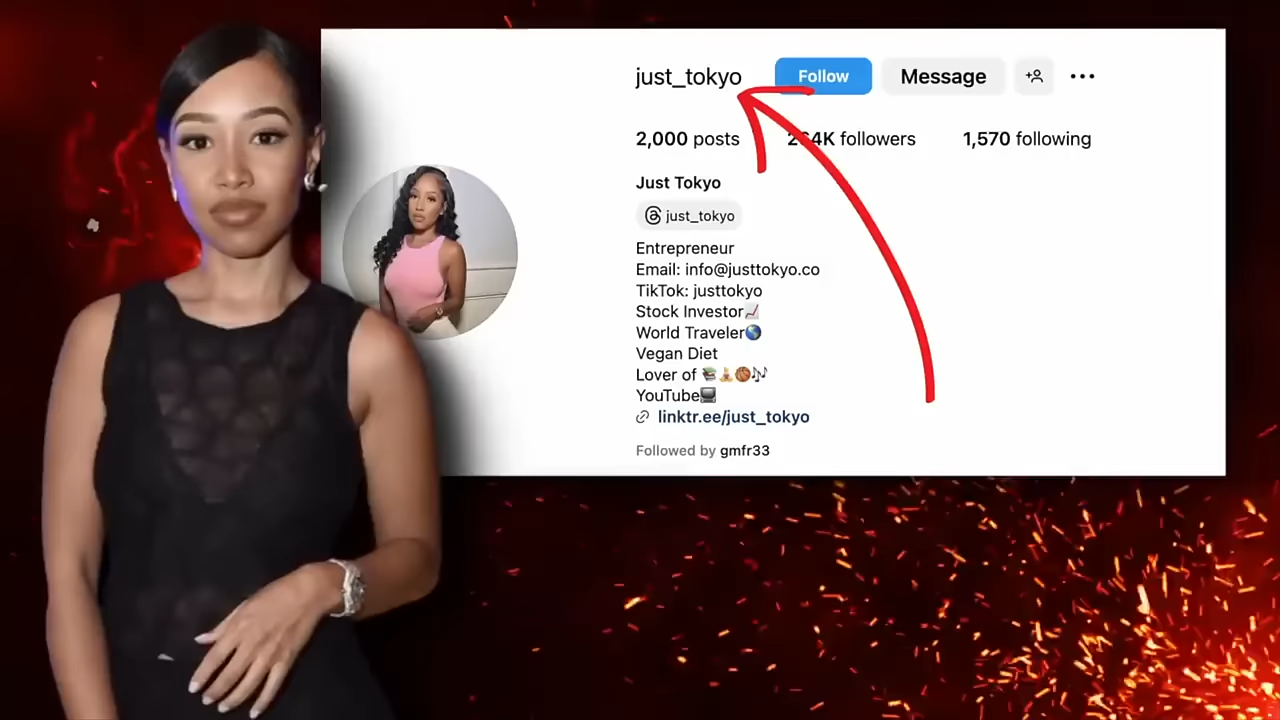 just_tokyo Follow Message
2,000 posts followers 1,570 following
Just Tokyo
just_tokyo
Entrepreneur
Email: info@justtokyo.co
TikTok: justtokyo
Stock Investor📈
World Traveler🌎
Vegan Diet
Lover of 📚🧘🏀🎶
YouTube📺
linktr.ee/just_tokyo
Followed by gmfr33